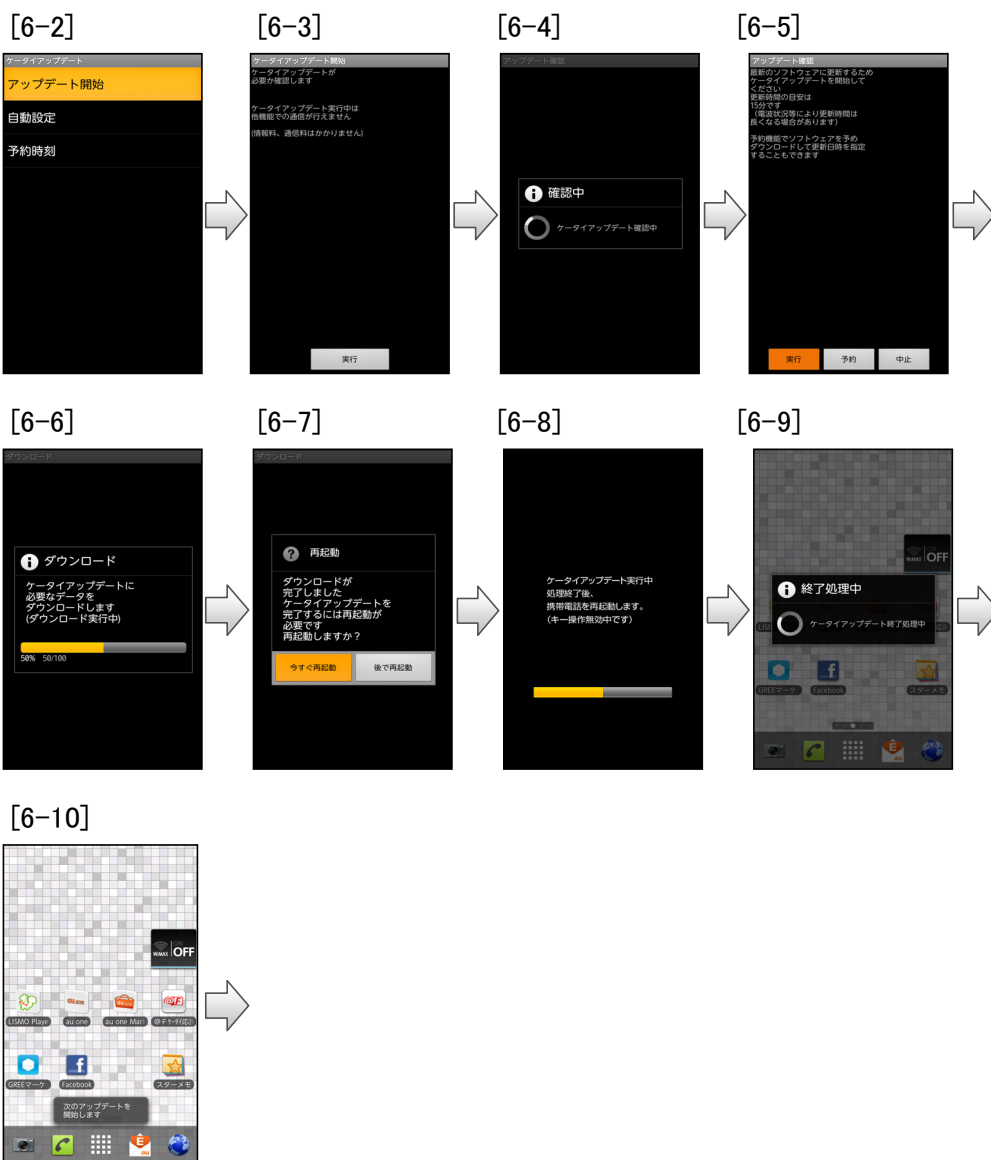 [6-2]
ケータイアップデート
アップデート開始
自動設定
予約時刻
[6-3]
ケータイアップデート開始
ケータイアップデートが
必要か確認します
ケータイアップデート実行中は
他機能での通信が行えません
(情報料、通信料はかかりません)
実行
[6-4]
アップデート確認
確認中
ケータイアップデート確認中
[6-5]
アップデート確認
最新のソフトウェアに更新するため
ケータイアップデートを開始して
ください
更新時間の目安は
15分です
(電波状況等により更新時間は
長くなる場合があります)
予約機能でソフトウェアを予め
ダウンロードして更新日時を指定
することもできます
実行 予約 中止
[6-6]
ダウンロード
ダウンロード
ケータイアップデートに
必要なデータを
ダウンロードします
(ダウンロード実行中)
50% 50/100
[6-7]
ダウンロード
再起動
ダウンロードが
完了しました
ケータイアップデートを
完了するには再起動が
必要です
再起動しますか？
今すぐ再起動 後で再起動
[6-8]
ケータイアップデート実行中
処理終了後、
携帯電話を再起動します。
(キー操作無効中です)
[6-9]
WiMAX OFF
終了処理中
ケータイアップデート終了処理中
GREEマーケ Facebook スターメモ
[6-10]
WiMAX ON
OFF
LISMO Playe au one au one Mar
GREEマーケ Facebook スターメモ
次のアップデートを
開始します